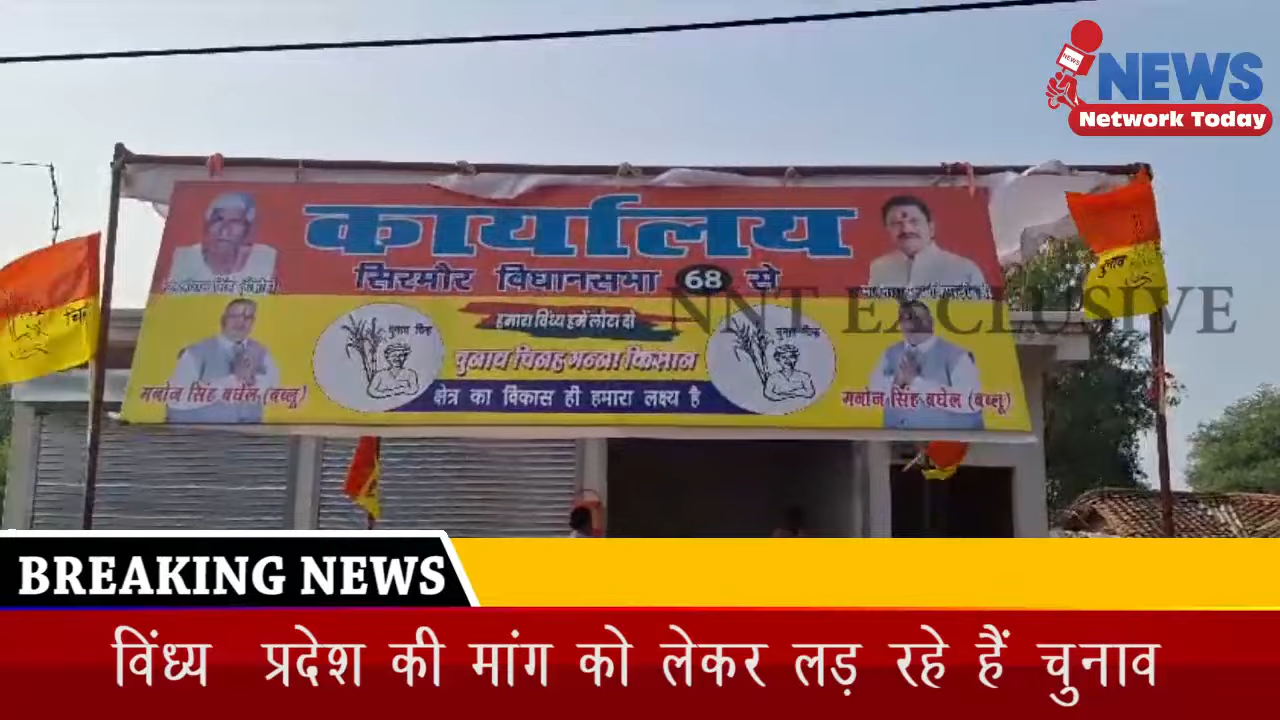 NEWS
NEWS
Network Today
कार्यालय
सिरमौर विधानसभा 68 से
हमारा विंध्य हमें लौटा दो
NNT EXCLUSIVE
चुनाव चिन्ह
चुनाव चिन्ह
चुनाव चिन्ह गन्ना किसान
क्षेत्र का विकास ही हमारा लक्ष्य है
मनोज सिंह बघेल (बब्लू)
मनोज सिंह बघेल (बब्लू)
चुनाव
BREAKING NEWS
विंध्य प्रदेश की मांग को लेकर लड़ रहे हैं चुनाव